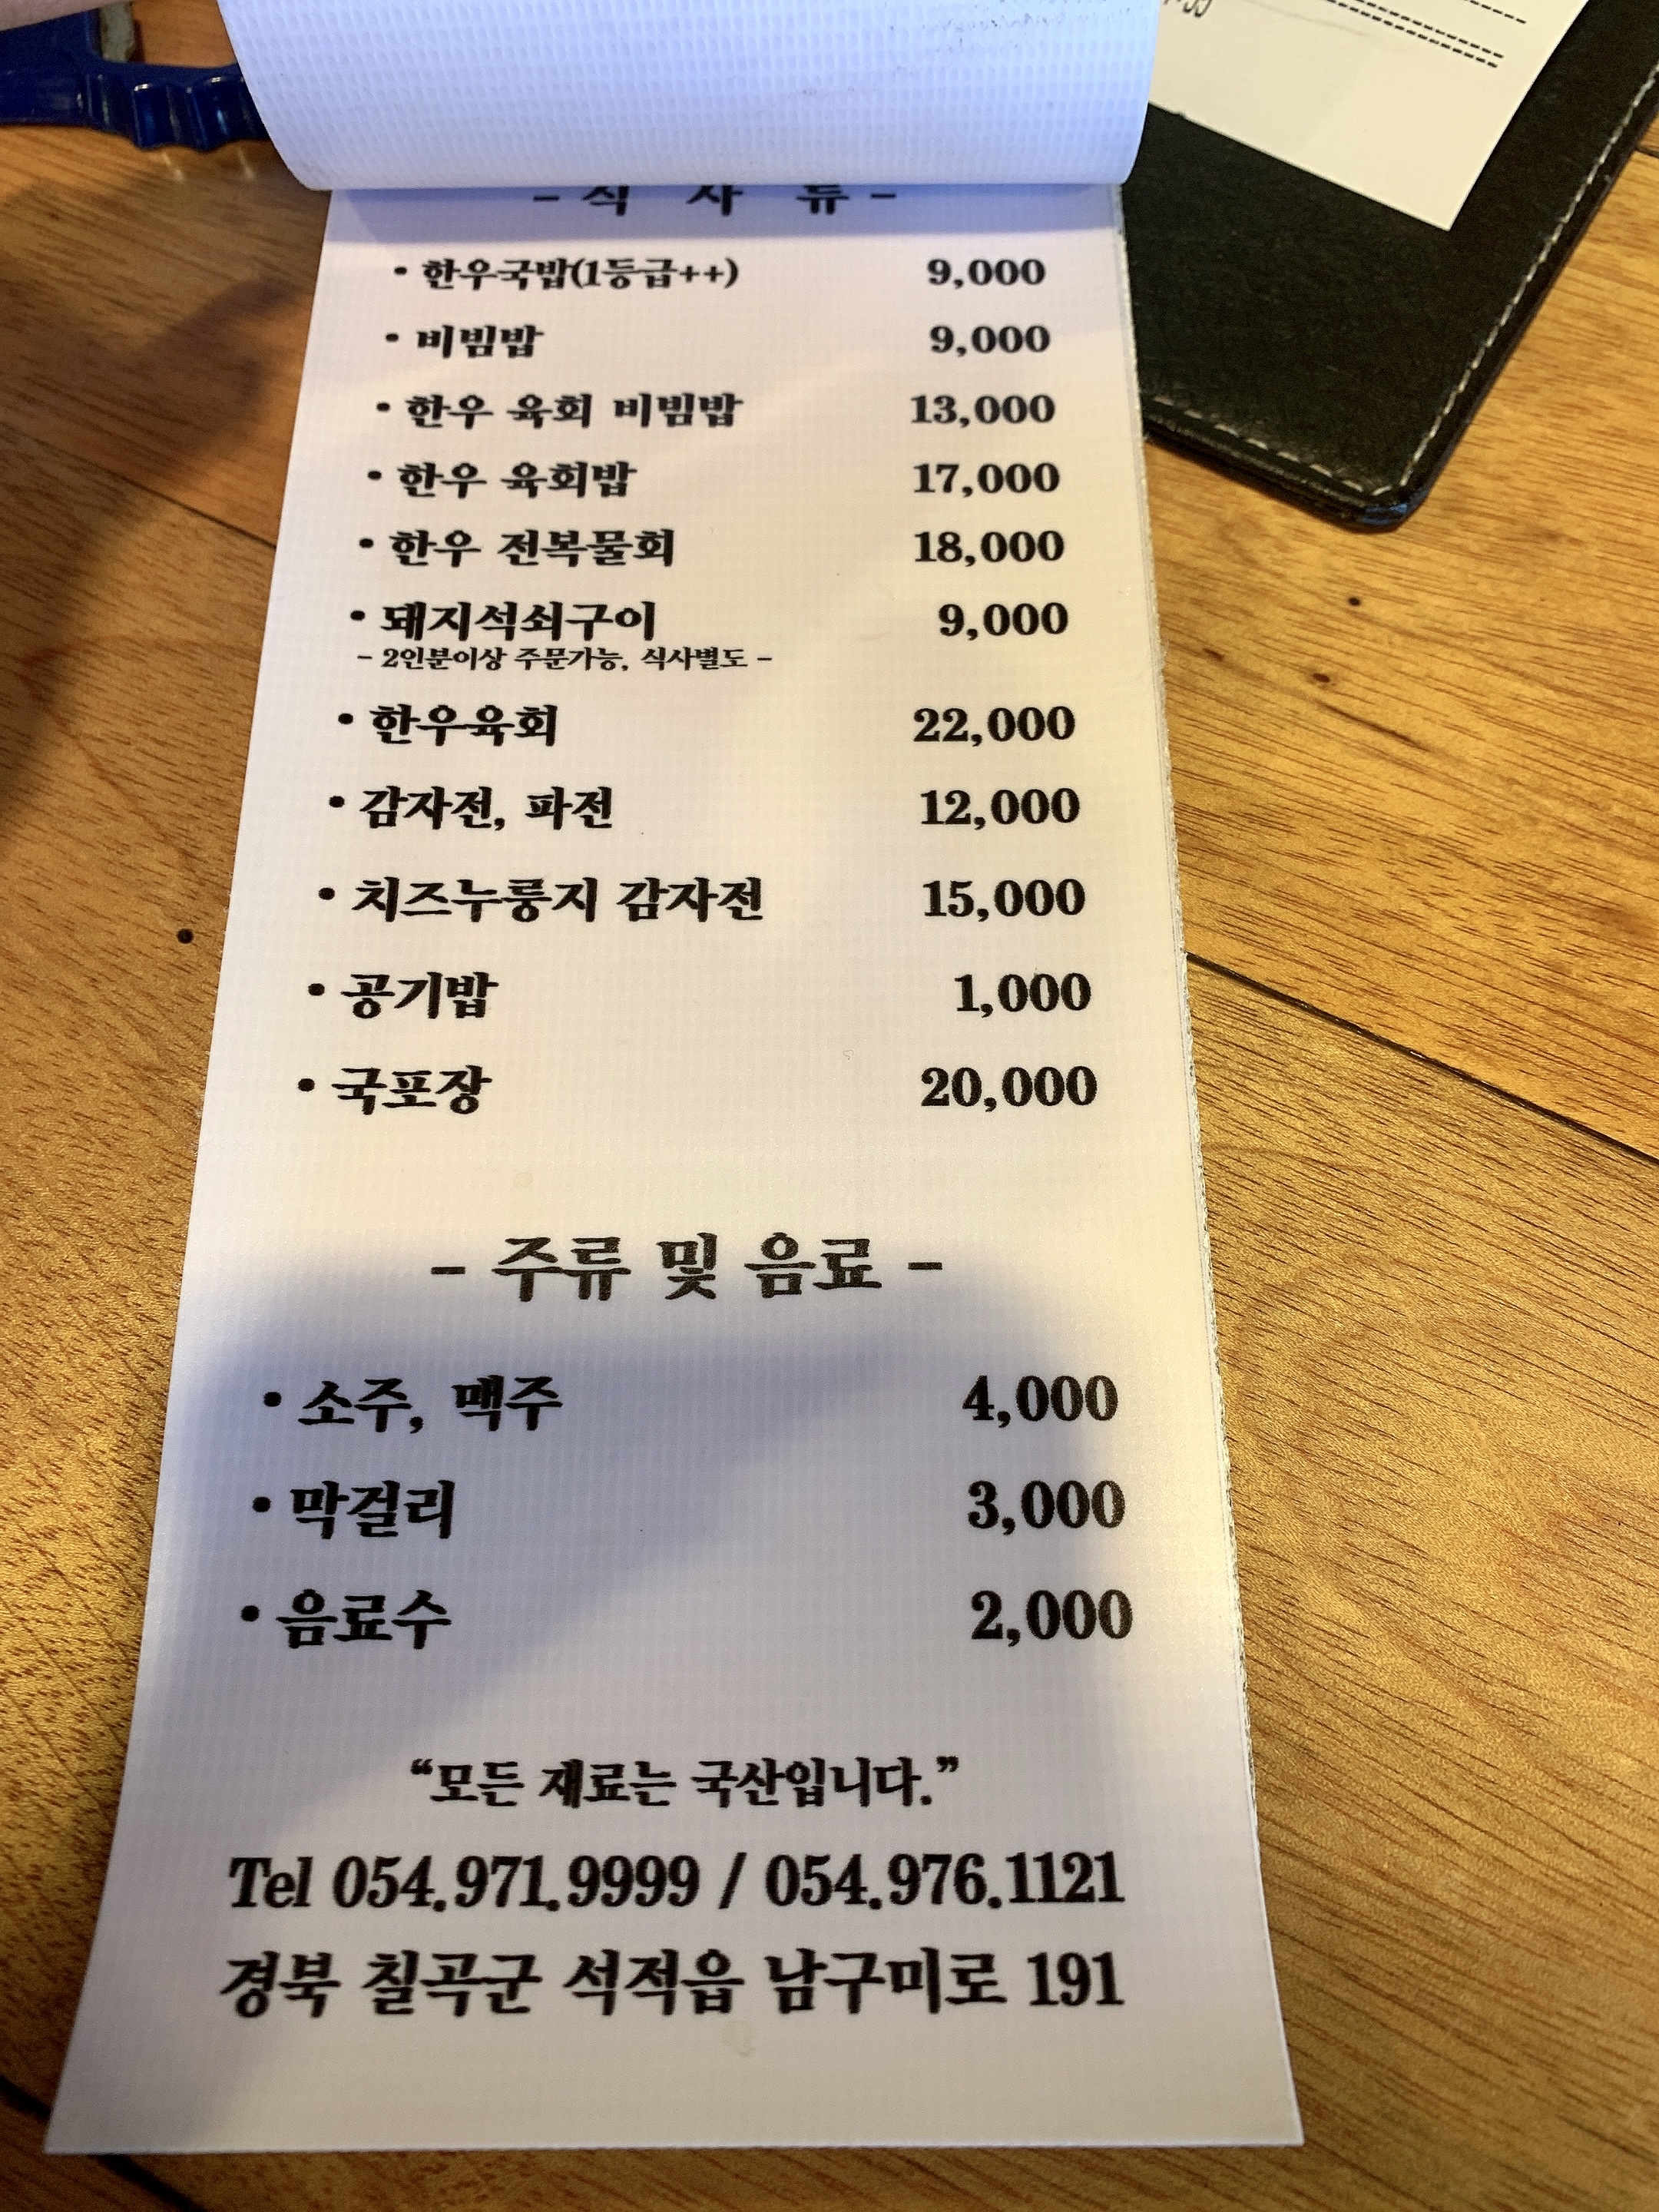 - 식 사 류 -
• 한우국밥(1등급++) 9,000
• 비빔밥 9,000
• 한우 육회 비빔밥 13,000
• 한우 육회밥 17,000
• 한우 전복물회 18,000
• 돼지석쇠구이 9,000
- 2인분이상 주문가능, 식사별도 -
• 한우육회 22,000
• 감자전, 파전 12,000
• 치즈누룽지 감자전 15,000
• 공기밥 1,000
• 국포장 20,000
- 주류 및 음료 -
• 소주, 맥주 4,000
• 막걸리 3,000
• 음료수 2,000
“모든 재료는 국산입니다.”
Tel 054.971.9999 / 054.976.1121
경북 칠곡군 석적읍 남구미로 191